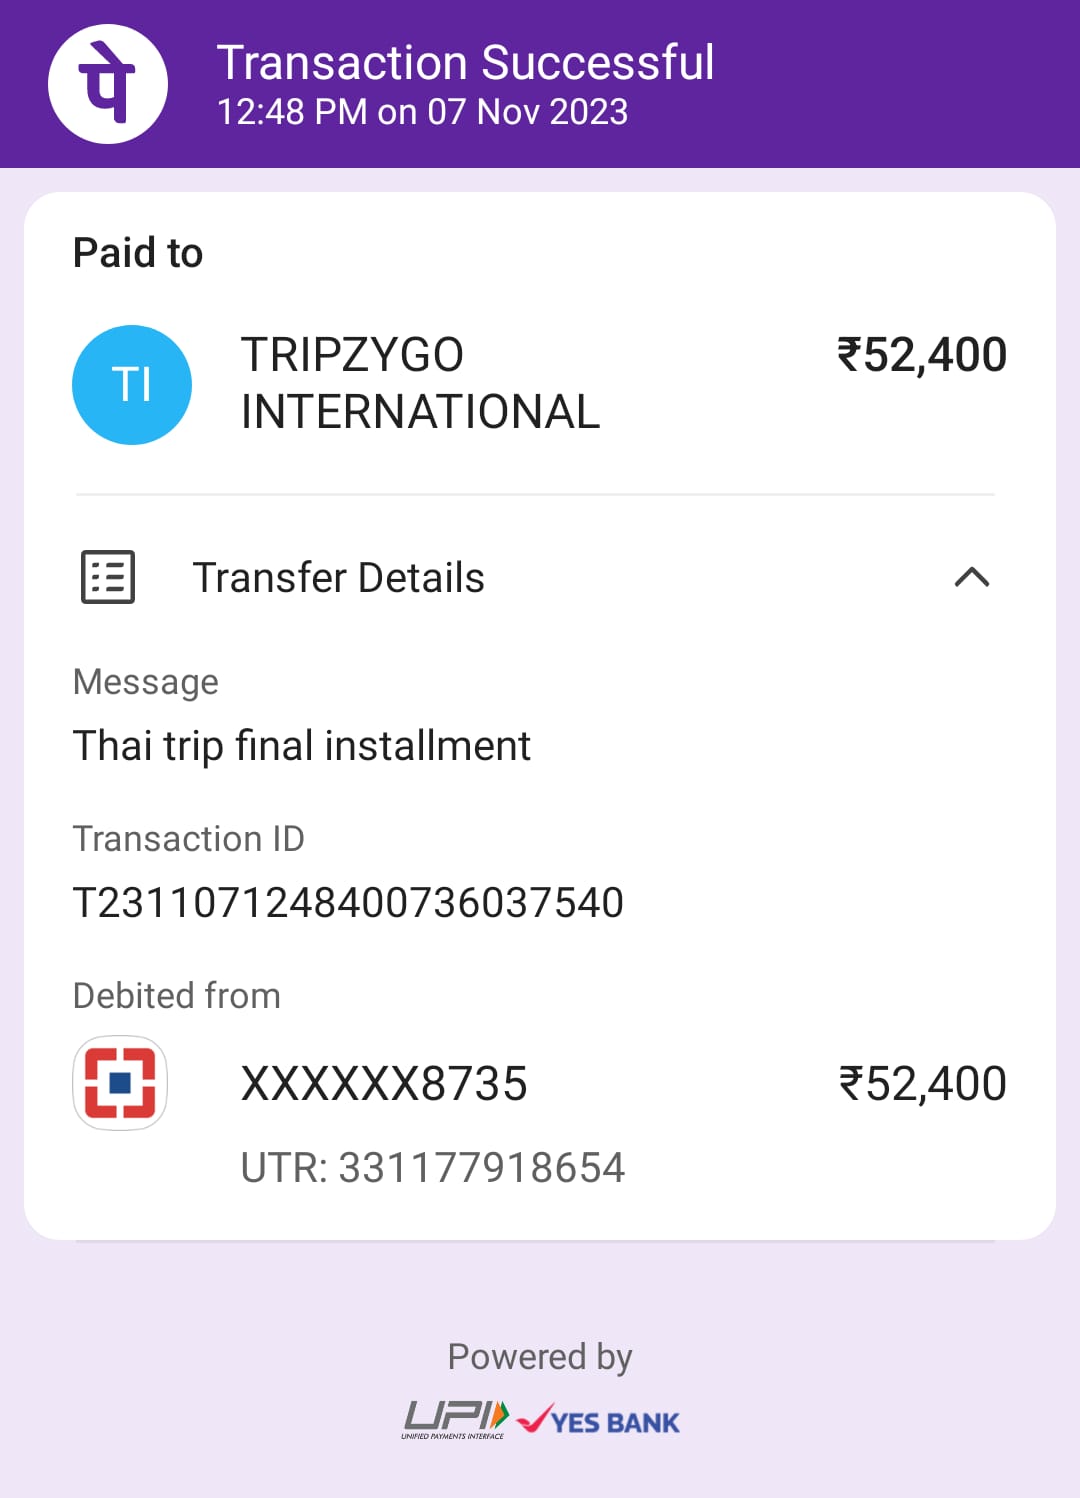 पे
Transaction Successful
12:48 PM on 07 Nov 2023
Paid to
TI
TRIPZYGO
INTERNATIONAL
₹52,400
Transfer Details
Message
Thai trip final installment
Transaction ID
T2311071248400736037540
Debited from
XXXXXX8735
₹52,400
UTR: 331177918654
Powered by
UPI
UNIFIED PAYMENTS INTERFACE
YES BANK